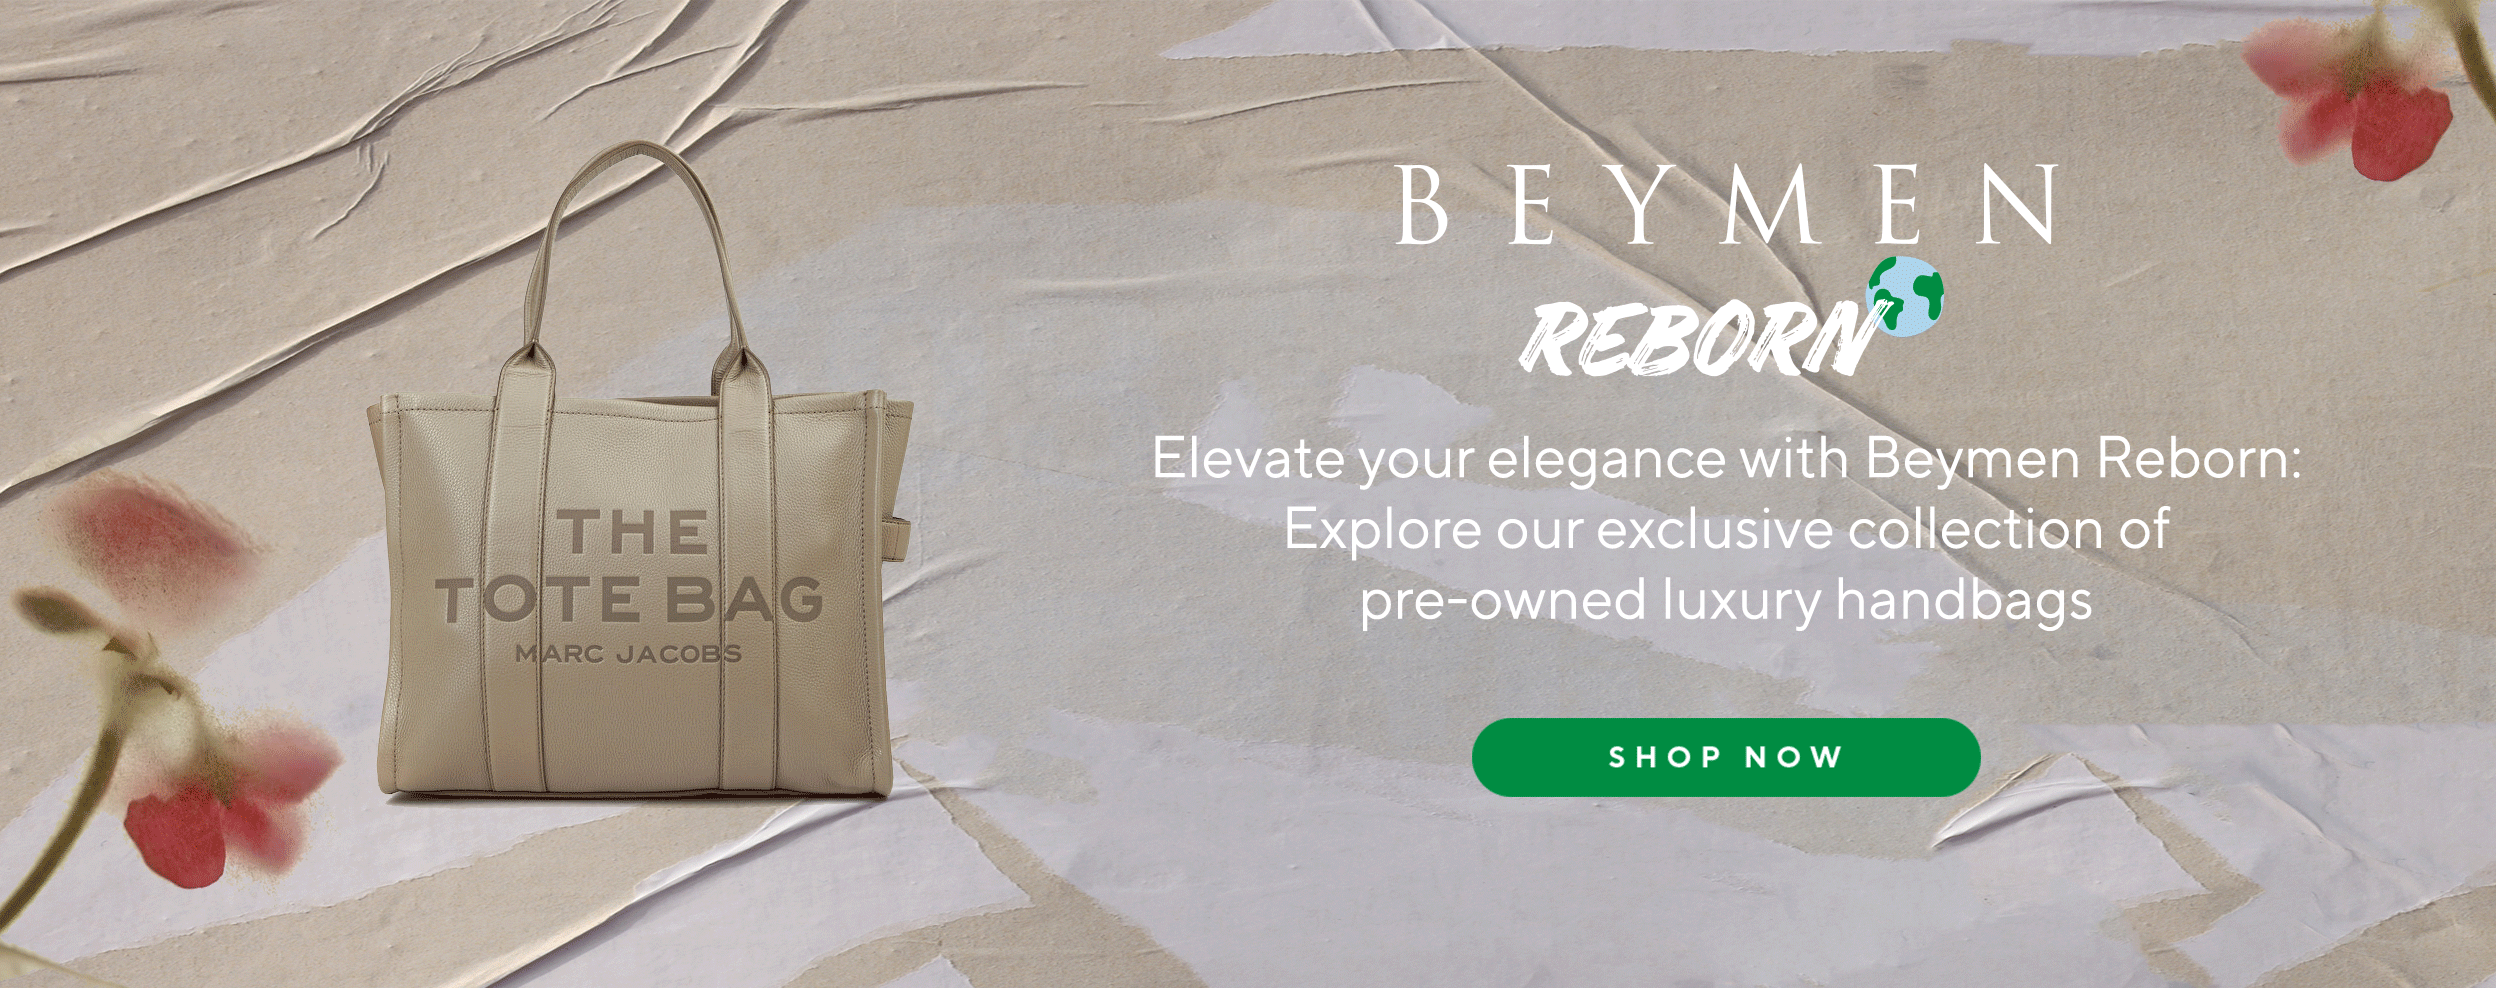 THE
TOTE BAG
MARC JACOBS
BEYMEN
REBORN
Elevate your elegance with Beymen Reborn:
Explore our exclusive collection of
pre-owned luxury handbags
SHOP NOW